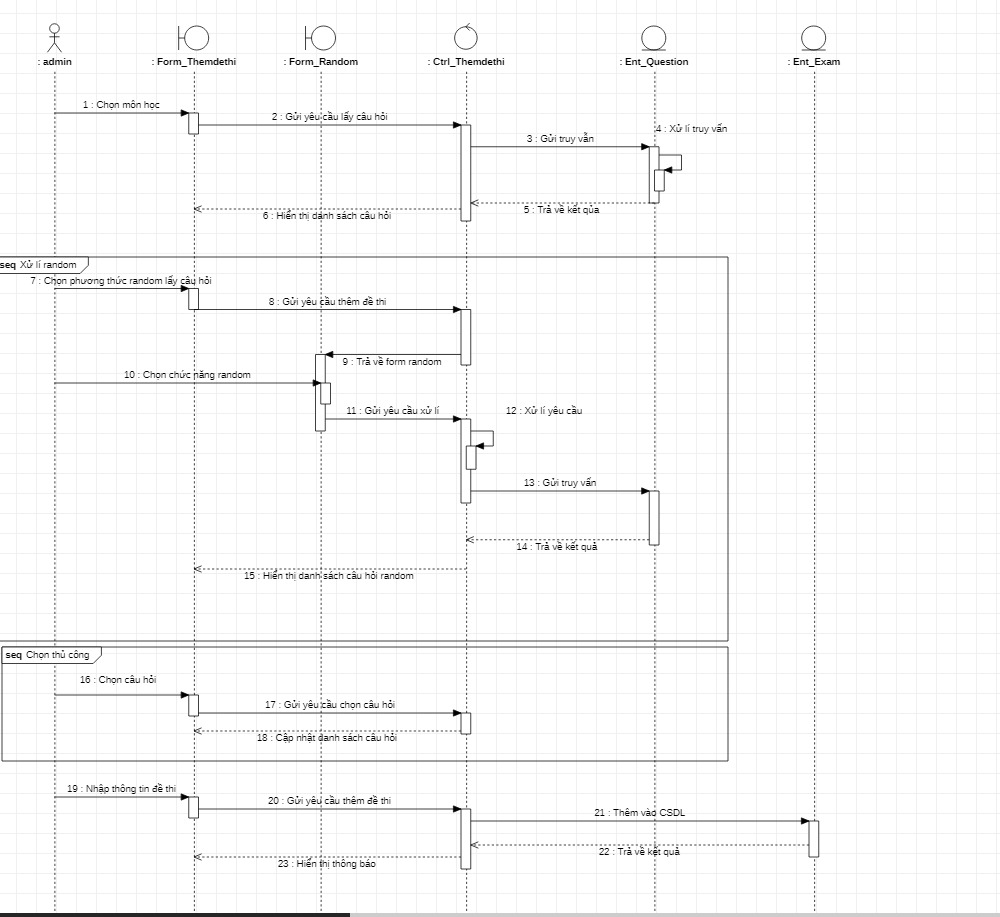 : admin
: Form_Themdethi
: Form_Random
: Ctrl_Themdethi
: Ent_Question
: Ent_Exam
1 : Chọn môn học
2 : Gửi yêu cầu lấy câu hỏi
3 : Gửi truy vấn
4 : Xử lí truy vấn
5 : Trả về kết qủa
6 : Hiển thị danh sách câu hỏi
seq Xử lí random
7 : Chọn phương thức random lấy câu hỏi
8 : Gửi yêu cầu thêm đề thi
9 : Trả về form random
10 : Chọn chức năng random
11 : Gửi yêu cầu xử lí
12 : Xử lí yêu cầu
13 : Gửi truy vấn
14 : Trả về kết quả
15 : Hiển thị danh sách câu hỏi random
seq Chọn thủ công
16 : Chọn câu hỏi
17 : Gửi yêu cầu chọn câu hỏi
18 : Cập nhật danh sách câu hỏi
19 : Nhập thông tin đề thi
20 : Gửi yêu cầu thêm đề thi
21 : Thêm vào CSDL
22 : Trả về kết quả
23 : Hiển thị thông báo